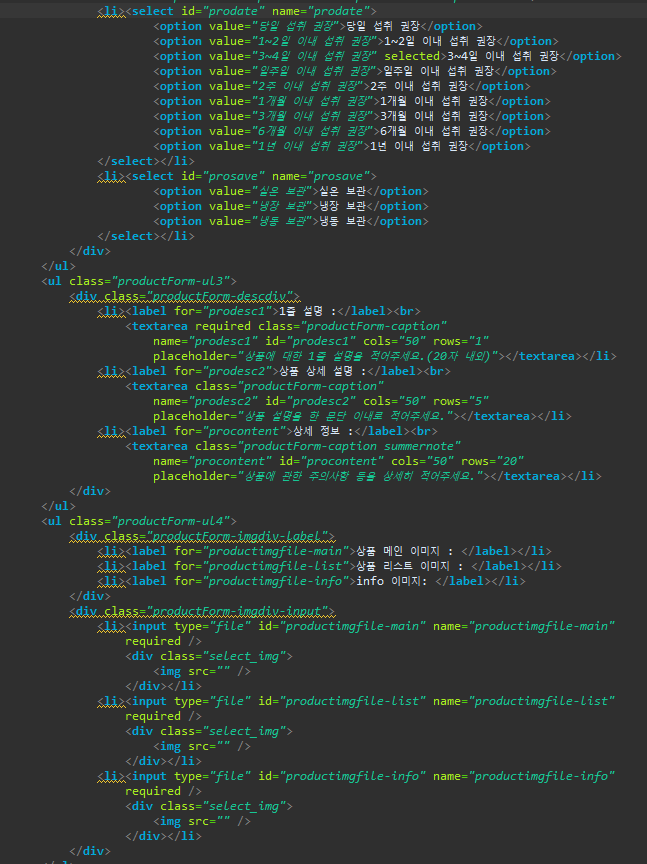 <li><select id="prodate" name="prodate">
<option value="당일 섭취 권장">당일 섭취 권장</option>
<option value="1~2일 이내 섭취 권장">1~2일 이내 섭취 권장</option>
<option value="3~4일 이내 섭취 권장" selected>3~4일 이내 섭취 권장</option>
<option value="일주일 이내 섭취 권장">일주일 이내 섭취 권장</option>
<option value="2주 이내 섭취 권장">2주 이내 섭취 권장</option>
<option value="1개월 이내 섭취 권장">1개월 이내 섭취 권장</option>
<option value="3개월 이내 섭취 권장">3개월 이내 섭취 권장</option>
<option value="6개월 이내 섭취 권장">6개월 이내 섭취 권장</option>
<option value="1년 이내 섭취 권장">1년 이내 섭취 권장</option>
</select></li>
<li><select id="prosave" name="prosave">
<option value="실온 보관">실온 보관</option>
<option value="냉장 보관">냉장 보관</option>
<option value="냉동 보관">냉동 보관</option>
</select></li>
</div>
</ul>
<ul class="productForm-ul3">
<div class="productForm-descdiv">
<li><label for="prodesc1">1줄 설명 :</label><br>
<textarea required class="productForm-caption"
name="prodesc1" id="prodesc1" cols="50" rows="1"
placeholder="상품에 대한 1줄 설명을 적어주세요.(20자 내외)"></textarea></li>
<li><label for="prodesc2">상품 상세 설명 :</label><br>
<textarea class="productForm-caption"
name="prodesc2" id="prodesc2" cols="50" rows="5"
placeholder="상품 설명을 한 문단 이내로 적어주세요."></textarea></li>
<li><label for="procontent">상세 정보 :</label><br>
<textarea class="productForm-caption summernote"
name="procontent" id="procontent" cols="50" rows="20"
placeholder="상품에 관한 주의사항 등을 상세히 적어주세요."></textarea></li>
</div>
</ul>
<ul class="productForm-ul4">
<div class="productForm-imgdiv-label">
<li><label for="productimgfile-main">상품 메인 이미지 : </label></li>
<li><label for="productimgfile-list">상품 리스트 이미지 : </label></li>
<li><label for="productimgfile-info">info 이미지: </label></li>
</div>
<div class="productForm-imgdiv-input">
<li><input type="file" id="productimgfile-main" name="productimgfile-main"
required />
<div class="select_img">
<img src="" />
</div></li>
<li><input type="file" id="productimgfile-list" name="productimgfile-list"
required />
<div class="select_img">
<img src="" />
</div></li>
<li><input type="file" id="productimgfile-info" name="productimgfile-info"
required />
<div class="select_img">
<img src="" />
</div></li>
</div>